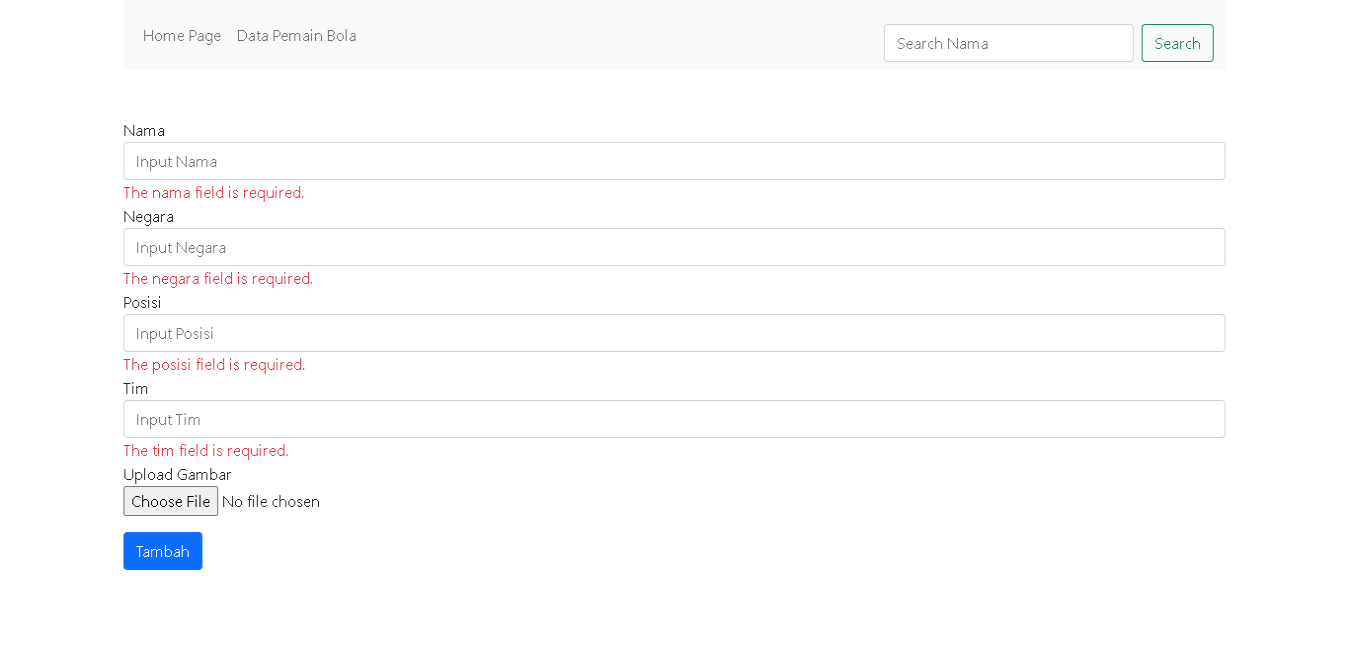 Home Page Data Pemain Bola Search Nama Search
Nama
Input Nama
The nama field is required.
Negara
Input Negara
The negara field is required.
Posisi
Input Posisi
The posisi field is required.
Tim
Input Tim
The tim field is required.
Upload Gambar
Choose File No file chosen
Tambah